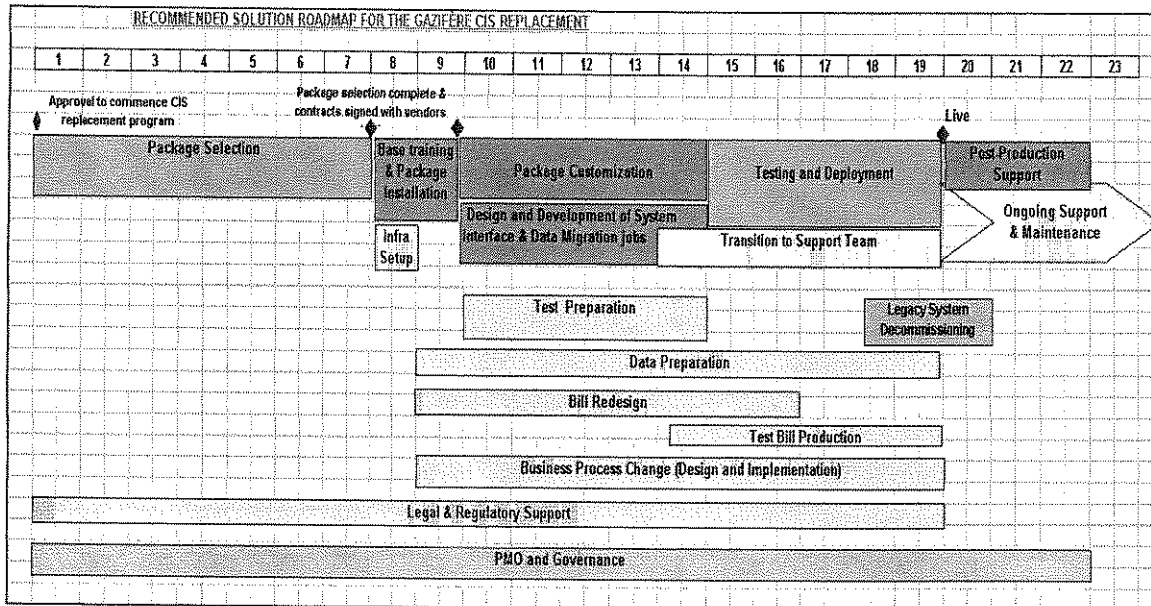 RECOMMENDED SOLUTION ROADMAP FOR THE GAZIFÈRE CIS REPLACEMENT
1 2 3 4 5 6 7 8 9 10 11 12 13 14 15 16 17 18 19 20 21 22 23
Approval to commence CIS
replacement program
Package selection complete &
contracts signed with vendors
Live
Package Selection
Base training
& Package
Installation
Package Customization
Testing and Deployment
Post-Production
Support
Infra
Setup
Design and Development of System
Interface & Data Migration jobs
Transition to Support Team
Ongoing Support
& Maintenance
Test Preparation
Legacy System
Decommissioning
Data Preparation
Bill Redesign
Test Bill Production
Business Process Change (Design and Implementation)
Legal & Regulatory Support
PMO and Governance